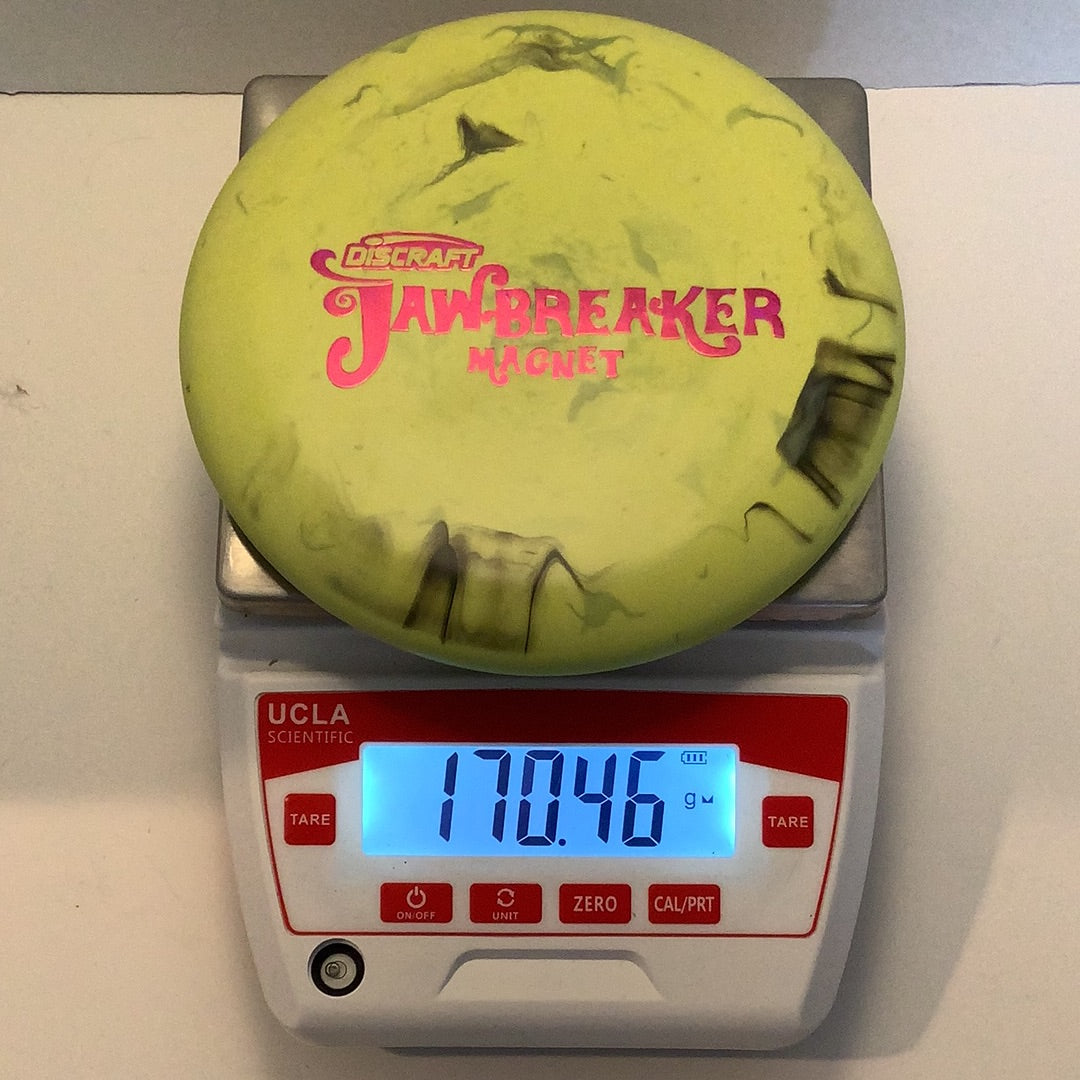 DISCRAFT
JAWBREAKER
MAGNET
UCLA
SCIENTIFIC
170.46
g
TARE
TARE
ON/OFF
UNIT
ZERO
CAL/PRT